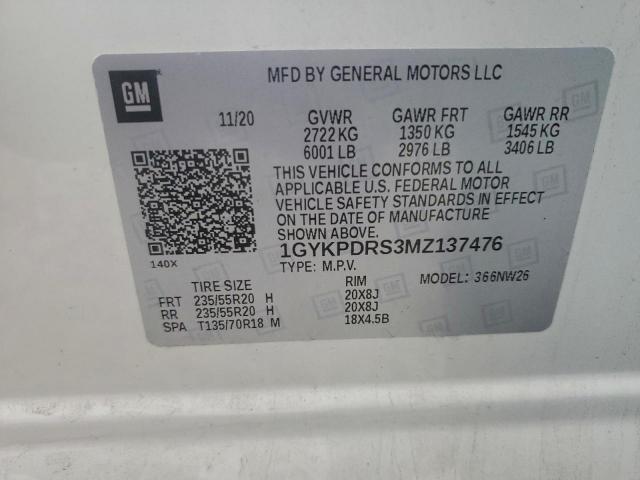 GM
MFD BY GENERAL MOTORS LLC
11/20 GVWR GAWR FRT GAWR RR
2722 KG 1350 KG 1545 KG
6001 LB 2976 LB 3406 LB
THIS VEHICLE CONFORMS TO ALL
APPLICABLE U.S. FEDERAL MOTOR
VEHICLE SAFETY STANDARDS IN EFFECT
ON THE DATE OF MANUFACTURE
SHOWN ABOVE.
140X
1GYKPDRS3MZ137476
TYPE: M.P.V. MODEL: 366NW26
TIRE SIZE RIM
FRT 235/55R20 H 20X8J
RR 235/55R20 H 20X8J
SPA T135/70R18 M 18X4.5B